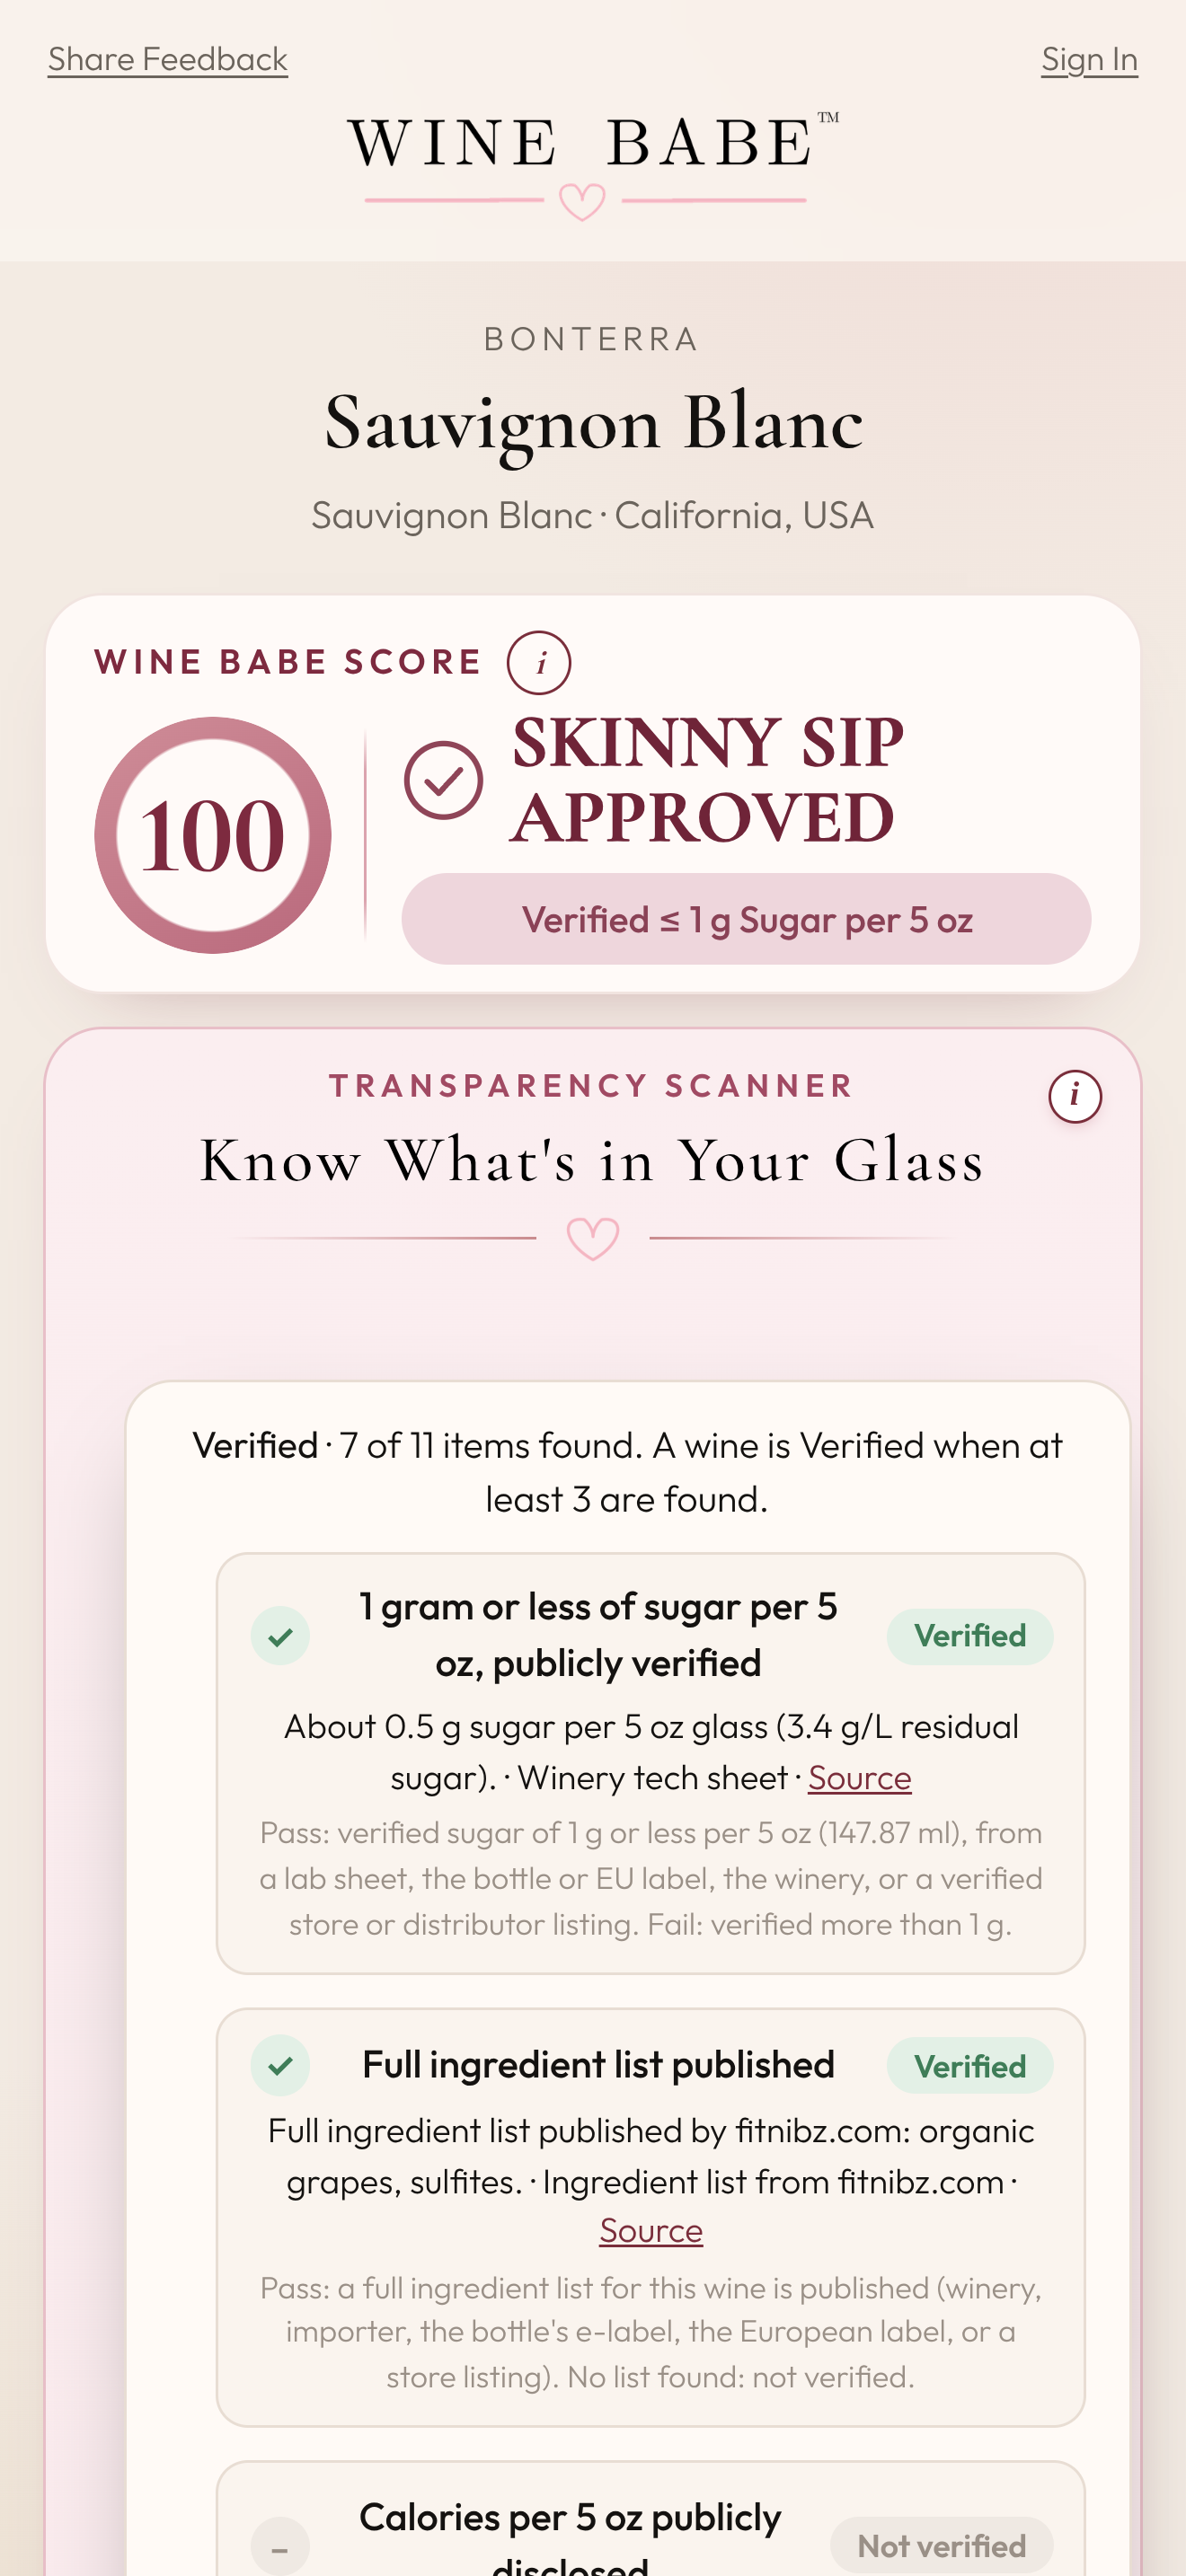 Share Feedback
Sign In
WINE BABE™
BONTERRA
Sauvignon Blanc
Sauvignon Blanc · California, USA
WINE BABE SCORE i
100
SKINNY SIP
APPROVED
Verified ≤ 1 g Sugar per 5 oz
TRANSPARENCY SCANNER
i
Know What's in Your Glass
Verified · 7 of 11 items found. A wine is Verified when at
least 3 are found.
1 gram or less of sugar per 5
oz, publicly verified
Verified
About 0.5 g sugar per 5 oz glass (3.4 g/L residual
sugar). · Winery tech sheet · Source
Pass: verified sugar of 1 g or less per 5 oz (147.87 ml), from
a lab sheet, the bottle or EU label, the winery, or a verified
store or distributor listing. Fail: verified more than 1 g.
Full ingredient list published
Verified
Full ingredient list published by fitnibz.com: organic
grapes, sulfites. · Ingredient list from fitnibz.com ·
Source
Pass: a full ingredient list for this wine is published (winery,
importer, the bottle's e-label, the European label, or a
store listing). No list found: not verified.
Calories per 5 oz publicly
disclosed
Not verified